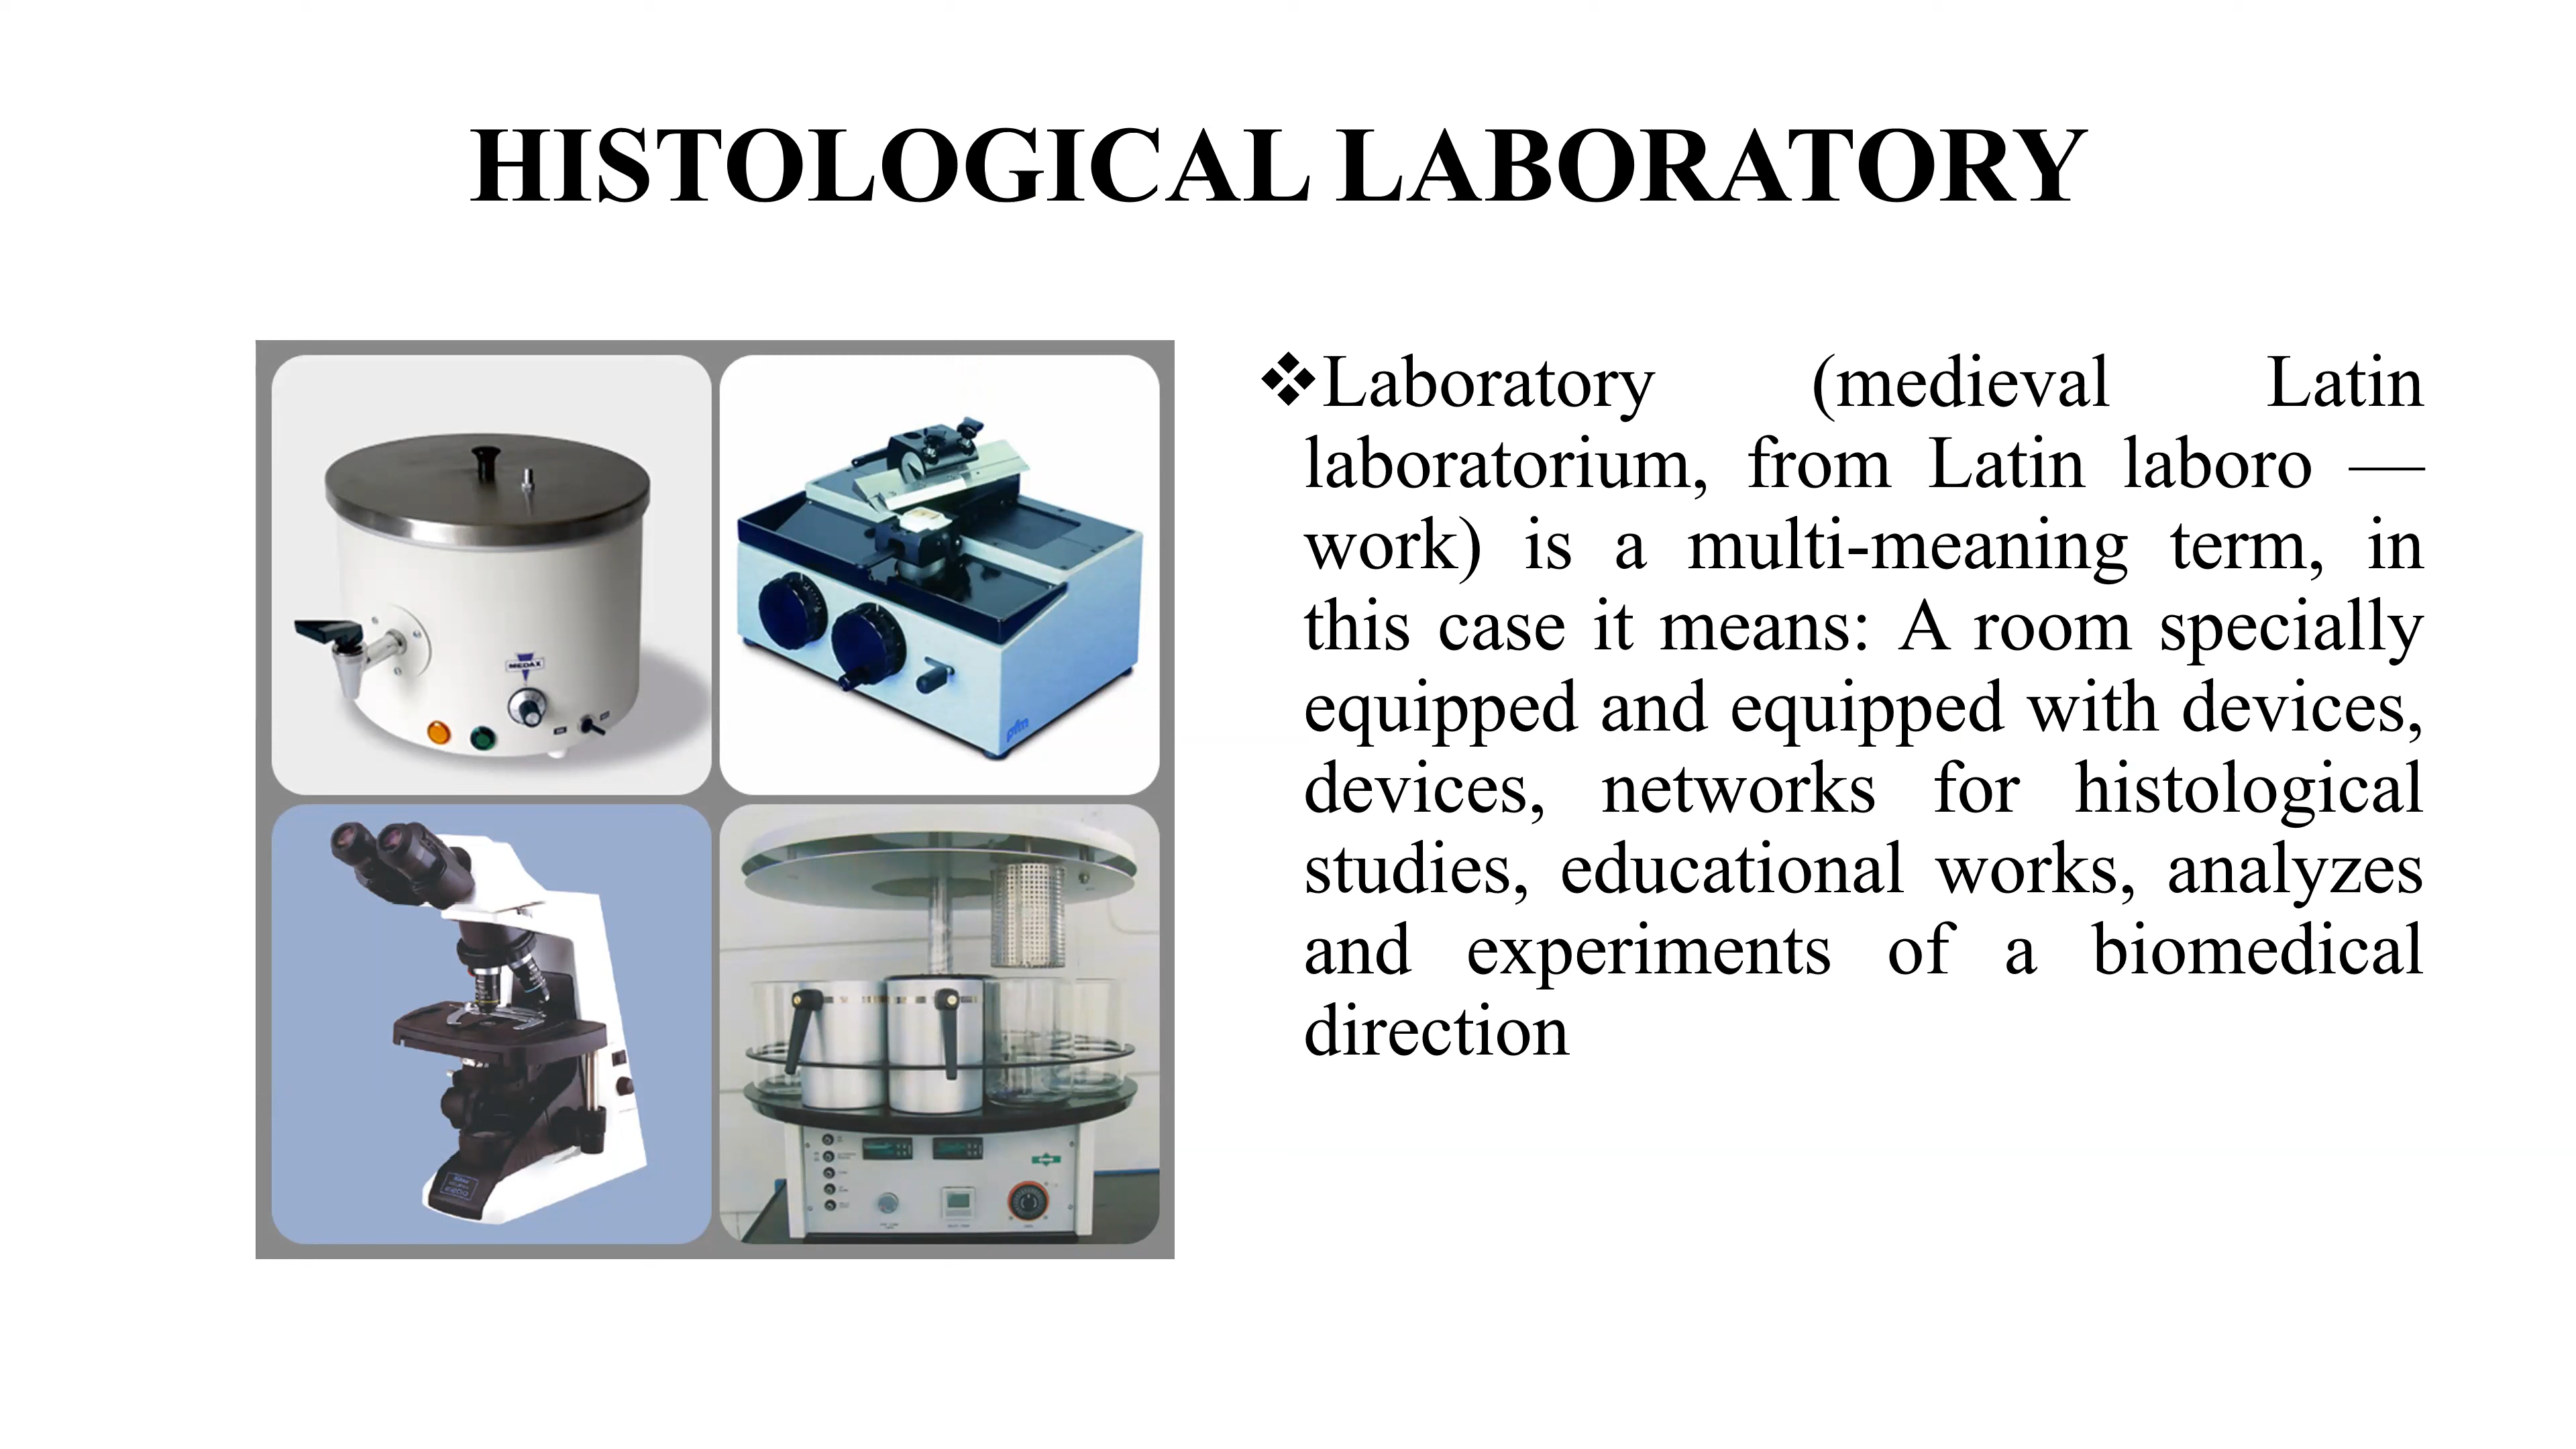 HISTOLOGICAL LABORATORY
❖Laboratory (medieval Latin
laboratorium, from Latin laboro —
work) is a multi-meaning term, in
this case it means: A room specially
equipped and equipped with devices,
devices, networks for histological
studies, educational works, analyzes
and experiments of a biomedical
direction
MEDAX
pfm